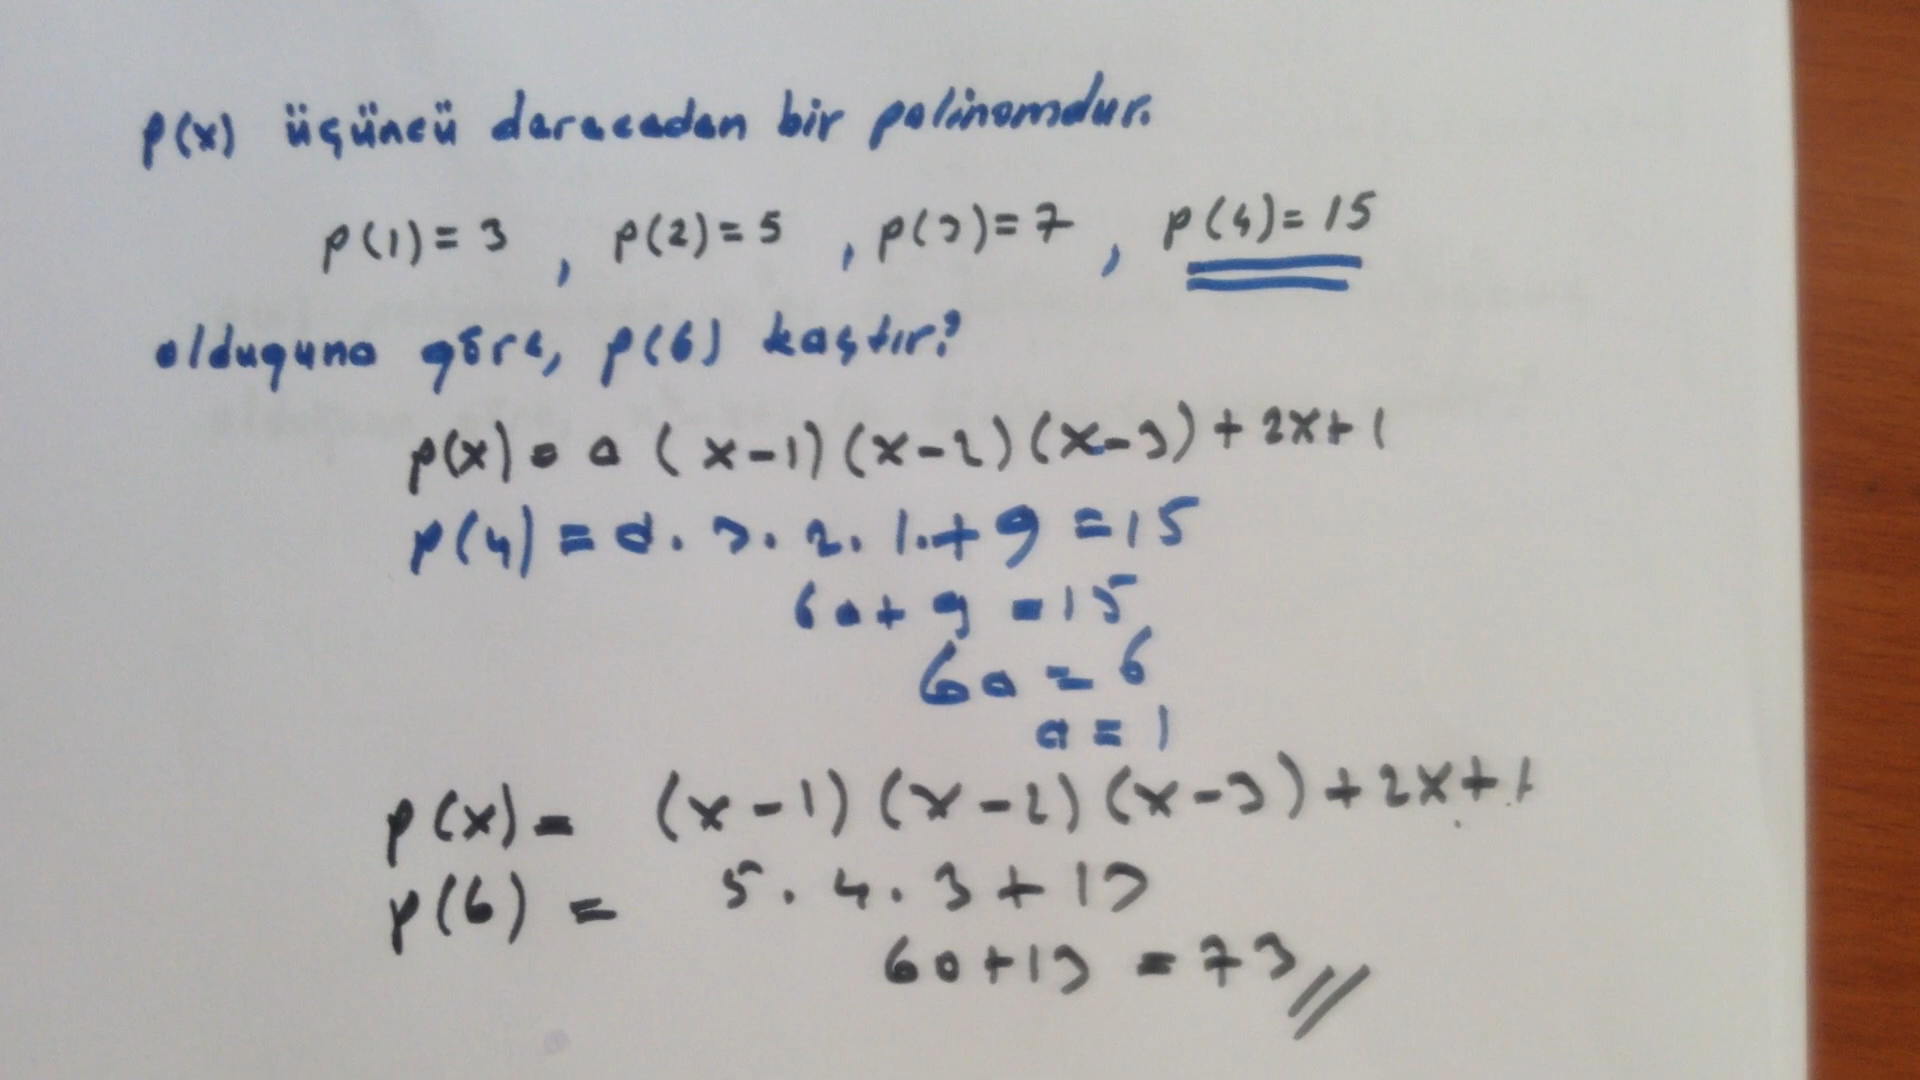 p(x) üçüncü daracadan bir polinomdur.
p(1) = 3 , p(2) = 5 , p(3) = 7 , p(4) = 15
olduguna göre, p(6) kaçtır?
p(x) = a (x-1) (x-2) (x-3) + 2x+1
p(4) = a. 3. 2. 1. + 9 = 15
6a + 9 = 15
6a = 6
a = 1
p(x) = (x-1) (x-2) (x-3) + 2x+1
p(6) = 5. 4. 3 + 13
60+13 = 73 //